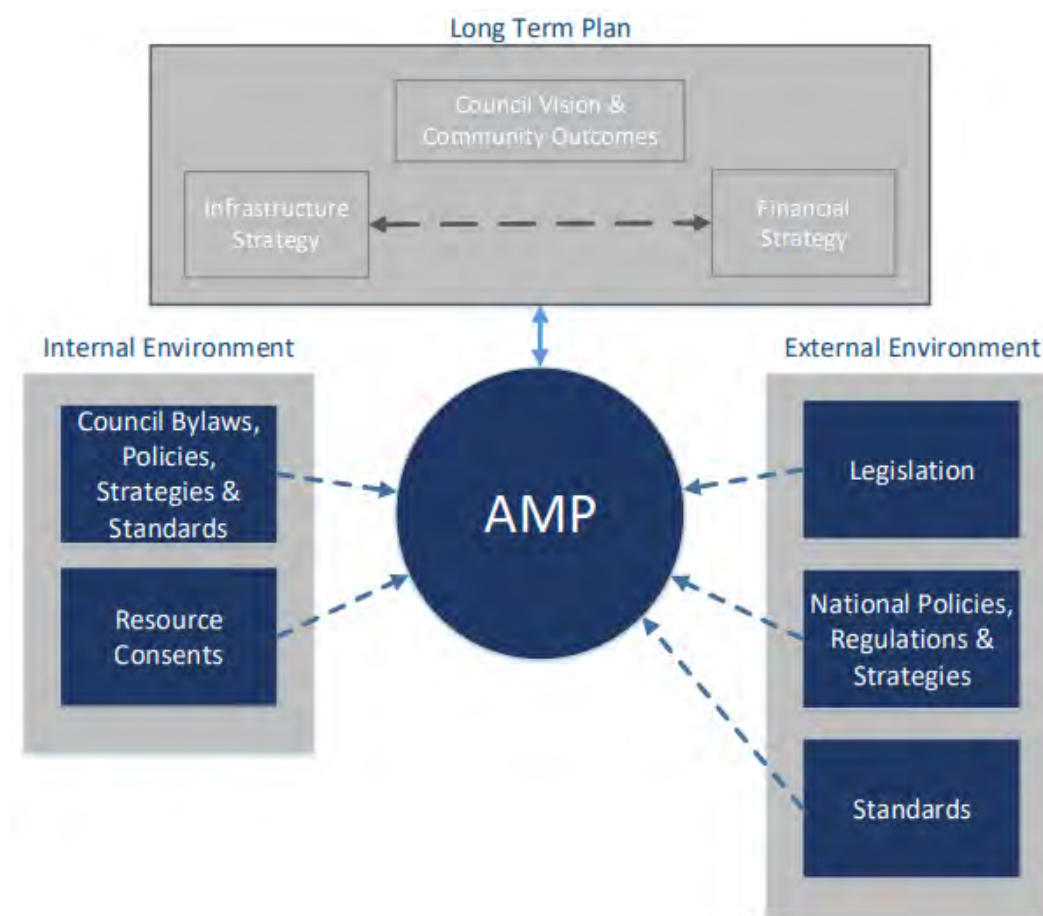 Long Term Plan
Council Vision &
Community Outcomes
Infrastructure
Strategy
Financial
Strategy
Internal Environment
Council Bylaws,
Policies,
Strategies &
Standards
Resource
Consents
AMP
External Environment
Legislation
National Policies,
Regulations &
Strategies
Standards